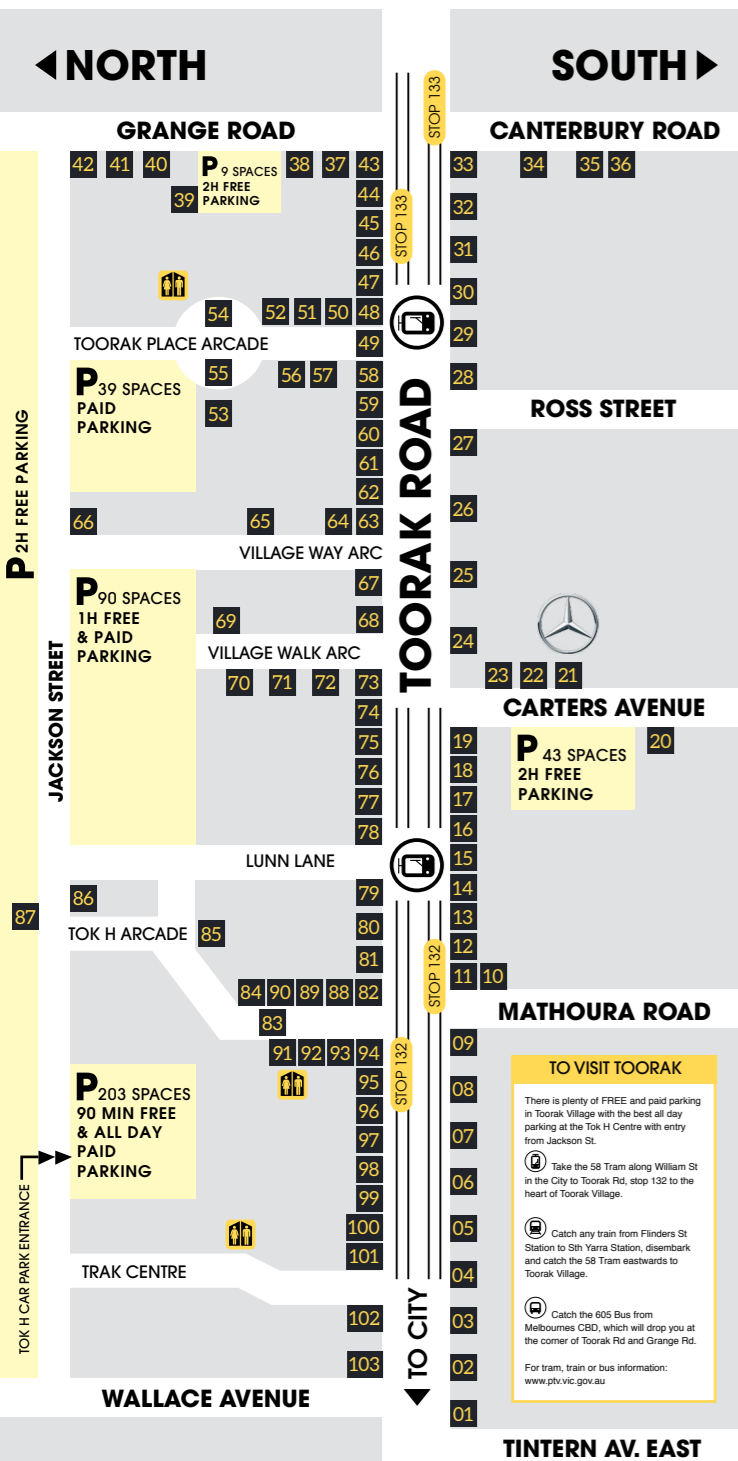 NORTH
SOUTH
STOP 133
GRANGE ROAD
CANTERBURY ROAD
42 41 40
P 9 SPACES
2H FREE
PARKING
38 37 43
39
44
45
46
47
STOP 133
33 34 35 36
32
31
30
29
28
54 52 51 50 48
TOORAK PLACE ARCADE
49
P 39 SPACES
PAID
PARKING
55 56 57 58
53
59
60
61
62
66 65 64 63
ROSS STREET
27
26
25
24
23 22 21
TOORAK ROAD
P 2H FREE PARKING
VILLAGE WAY ARC
P 90 SPACES
1H FREE
& PAID
PARKING
67
69 68
VILLAGE WALK ARC
70 71 72 73
74
75
76
77
78
JACKSON STREET
CARTERS AVENUE
19
P 43 SPACES
2H FREE
PARKING
20
18
17
16
15
14
13
12
11 10
LUNN LANE
86
79
87
TOK H ARCADE
85
80
81
84 90 89 88 82
83
STOP 132
MATHOURA ROAD
91 92 93 94
STOP 132
95
96
97
98
99
100
101
P 203 SPACES
90 MIN FREE
& ALL DAY
PAID
PARKING
TOK H CAR PARK ENTRANCE
TRAK CENTRE
102
103
TO CITY
WALLACE AVENUE
09
08
07
06
05
04
03
02
01
TO VISIT TOORAK
There is plenty of FREE and paid parking
in Toorak Village with the best all day
parking at the Tok H Centre with entry
from Jackson St.
Take the 58 Tram along William St
in the City to Toorak Rd, stop 132 to the
heart of Toorak Village.
Catch any train from Flinders St
Station to Sth Yarra Station, disembark
and catch the 58 Tram eastwards to
Toorak Village.
Catch the 605 Bus from
Melbournes CBD, which will drop you at
the corner of Toorak Rd and Grange Rd.
For tram, train or bus information:
www.ptv.vic.gov.au
TINTERN AV. EAST